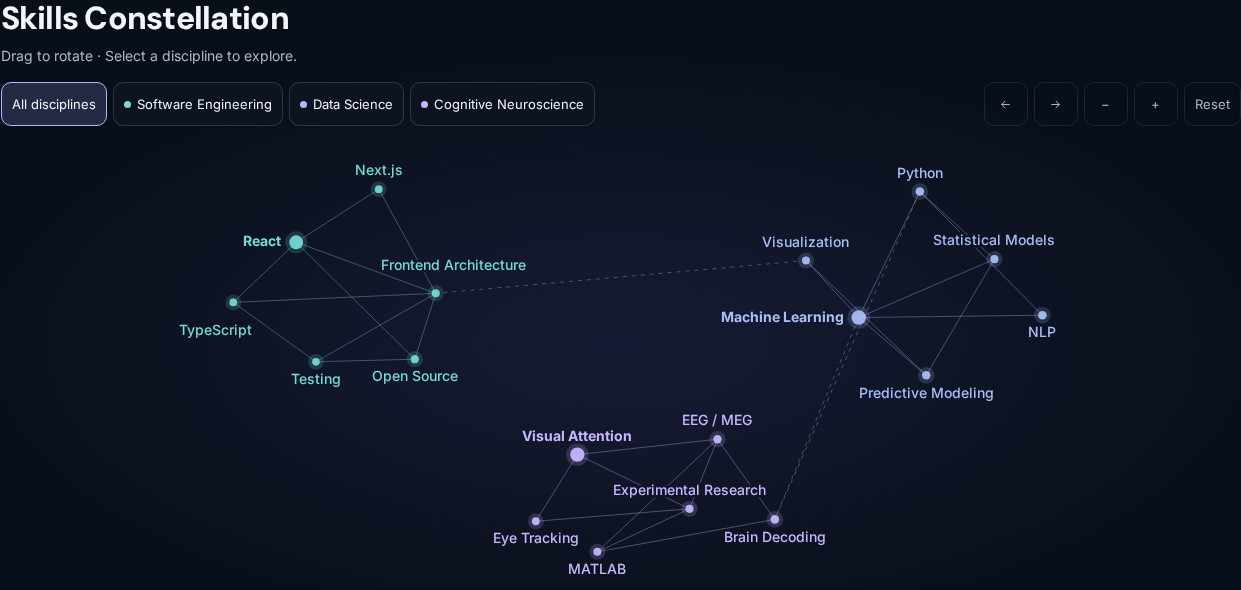 Skills Constellation
Drag to rotate · Select a discipline to explore.
All disciplines
Software Engineering
Data Science
Cognitive Neuroscience
←
→
−
+
Reset
Next.js
React
Frontend Architecture
TypeScript
Testing
Open Source
Python
Visualization
Statistical Models
Machine Learning
NLP
Predictive Modeling
EEG / MEG
Visual Attention
Experimental Research
Eye Tracking
Brain Decoding
MATLAB